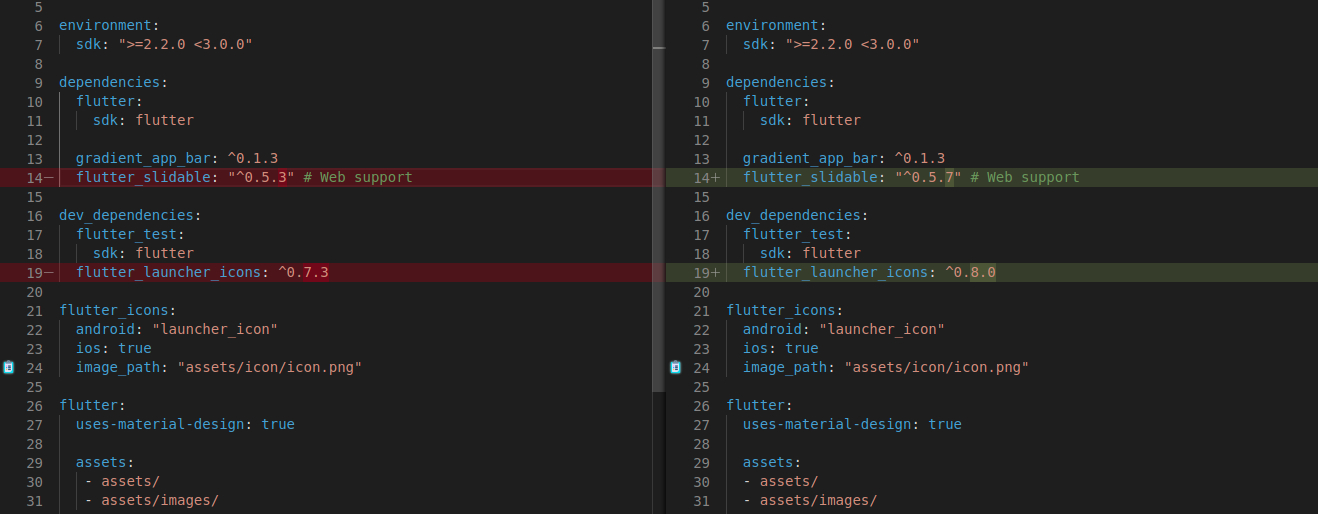 5
6 environment:
7   sdk: ">=2.2.0 <3.0.0"
8
9 dependencies:
10   flutter:
11     sdk: flutter
12
13   gradient_app_bar: ^0.1.3
14—   flutter_slidable: "^0.5.3" # Web support
15
16 dev_dependencies:
17   flutter_test:
18     sdk: flutter
19—   flutter_launcher_icons: ^0.7.3
20
21 flutter_icons:
22   android: "launcher_icon"
23   ios: true
24   image_path: "assets/icon/icon.png"
25
26 flutter:
27   uses-material-design: true
28
29   assets:
30    - assets/
31    - assets/images/
5
6 environment:
7   sdk: ">=2.2.0 <3.0.0"
8
9 dependencies:
10   flutter:
11     sdk: flutter
12
13   gradient_app_bar: ^0.1.3
14+   flutter_slidable: "^0.5.7" # Web support
15
16 dev_dependencies:
17   flutter_test:
18     sdk: flutter
19+   flutter_launcher_icons: ^0.8.0
20
21 flutter_icons:
22   android: "launcher_icon"
23   ios: true
24   image_path: "assets/icon/icon.png"
25
26 flutter:
27   uses-material-design: true
28
29   assets:
30   - assets/
31   - assets/images/